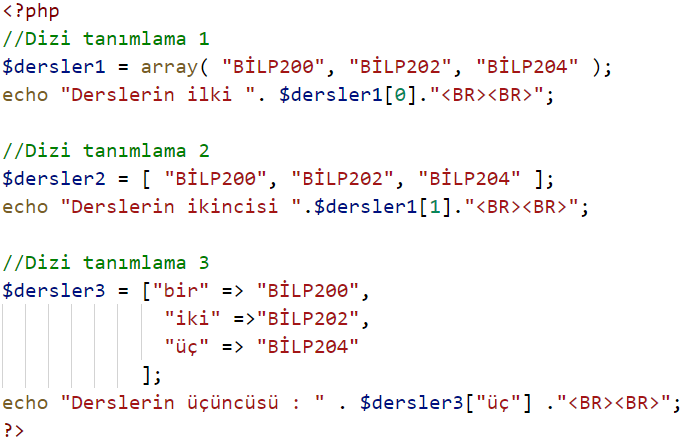 <?php
//Dizi tanımlama 1
$dersler1 = array( "BİLP200", "BİLP202", "BİLP204" );
echo "Derslerin ilki ". $dersler1[0]."<BR><BR>";
//Dizi tanımlama 2
$dersler2 = [ "BİLP200", "BİLP202", "BİLP204" ];
echo "Derslerin ikincisi ".$dersler1[1]."<BR><BR>";
//Dizi tanımlama 3
$dersler3 = ["bir" => "BİLP200",
"iki" =>"BİLP202",
"üç" => "BİLP204"
];
echo "Derslerin üçüncüsü : " . $dersler3["üç"] ."<BR><BR>";
?>